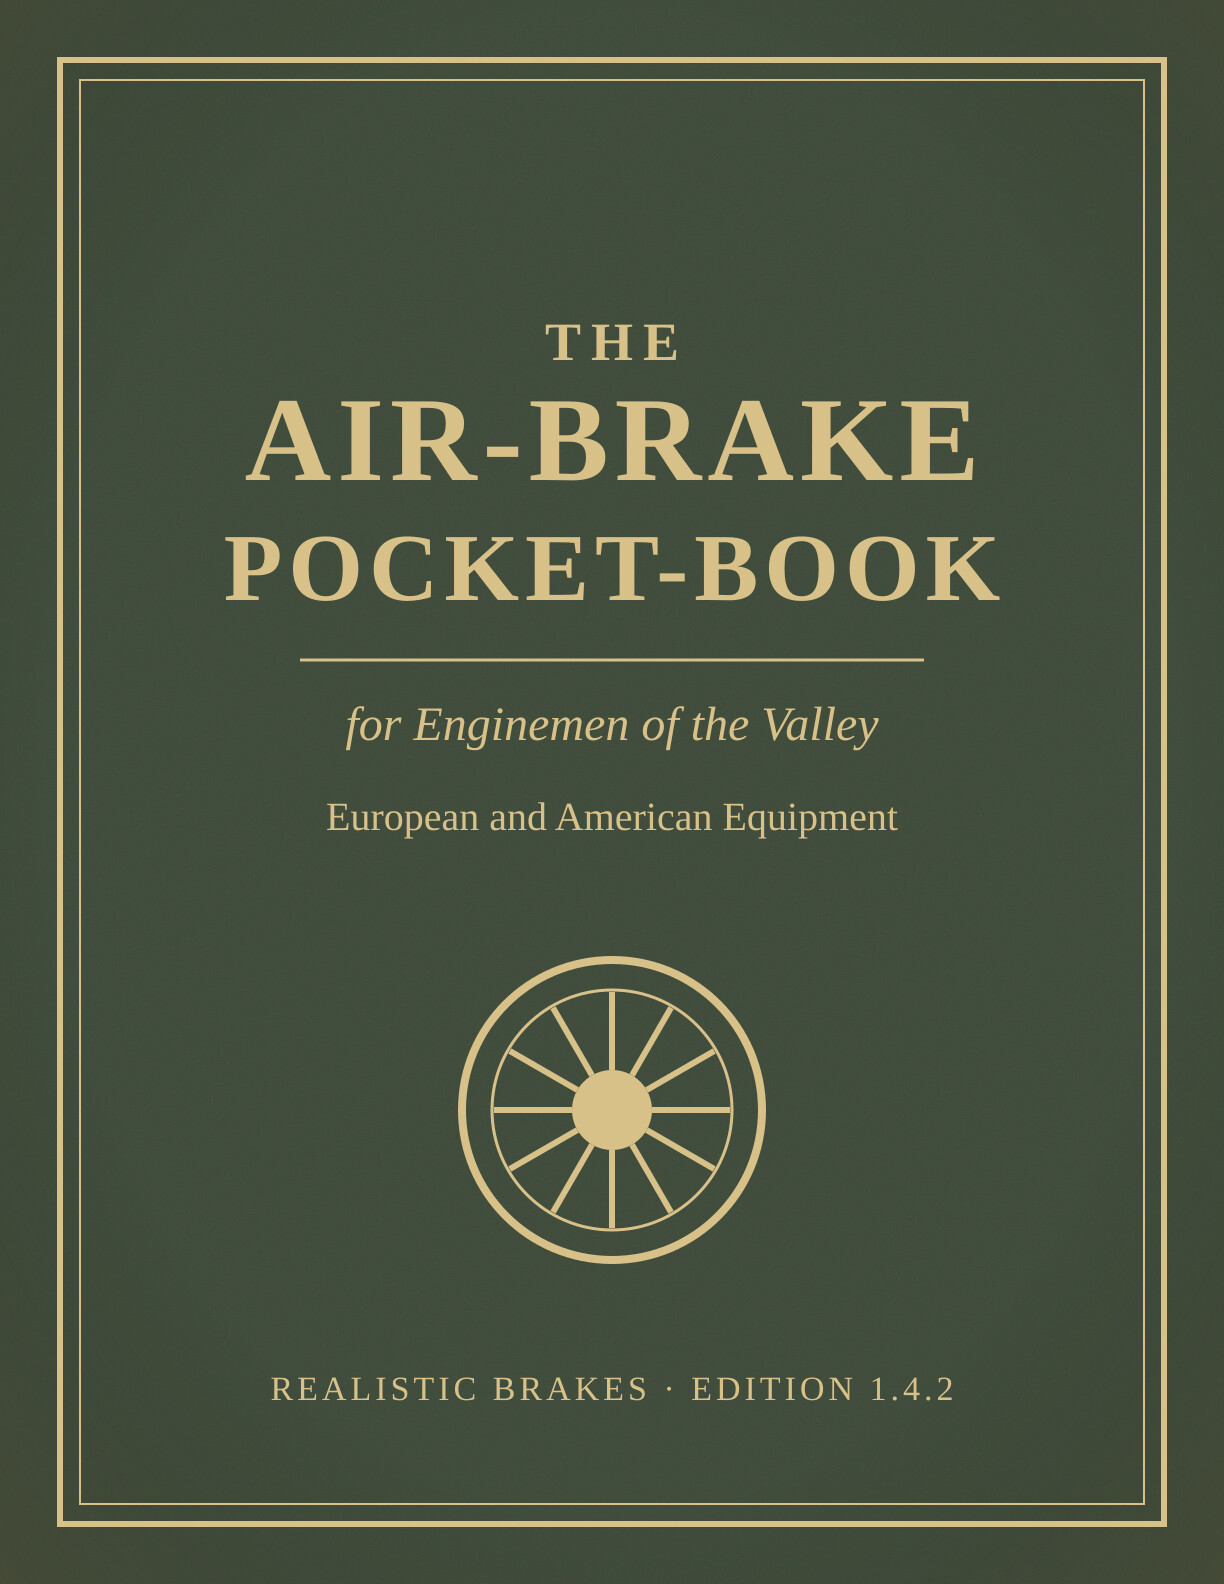 THE
AIR-BRAKE
POCKET-BOOK
for Enginemen of the Valley
European and American Equipment
REALISTIC BRAKES · EDITION 1.4.2